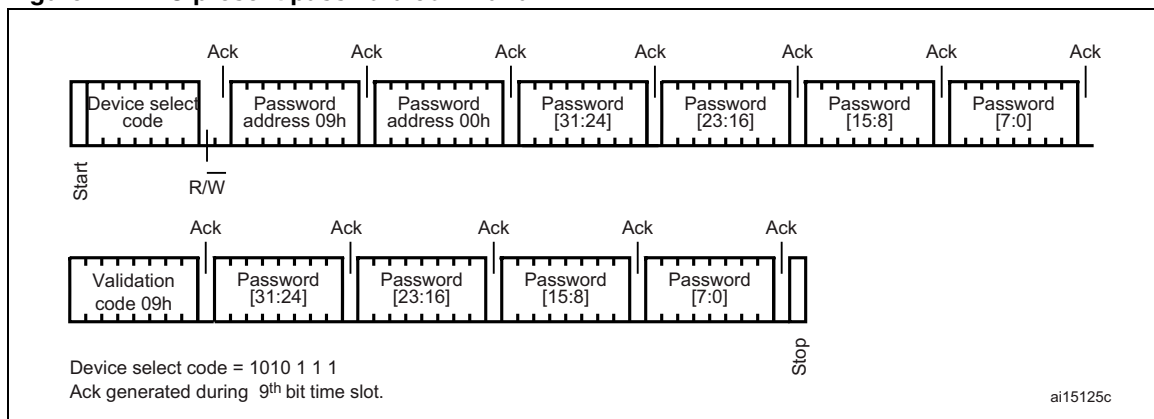 Ack Ack Ack Ack Ack Ack Ack
Device select code
Password address 09h
Password address 00h
Password [31:24]
Password [23:16]
Password [15:8]
Password [7:0]
Start
R/W
Ack Ack Ack Ack Ack
Validation code 09h
Password [31:24]
Password [23:16]
Password [15:8]
Password [7:0]
Stop
Device select code = 1010 1 1 1
Ack generated during 9th bit time slot.
ai15125c